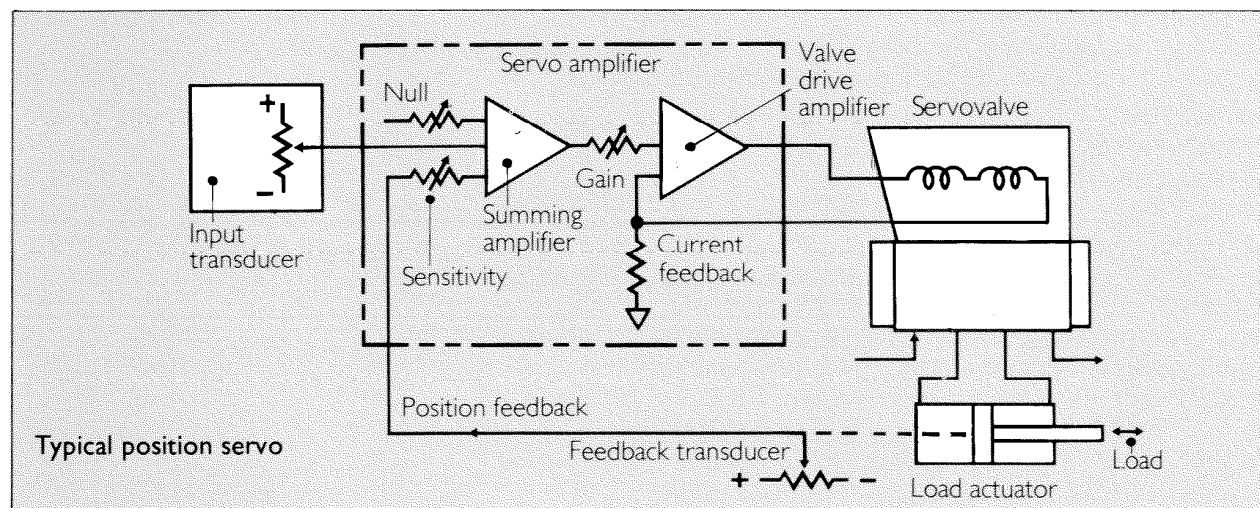 Servo amplifier
Valve
drive
amplifier
Servovalve
Null
+
−
Gain
Input
transducer
Summing
amplifier
Sensitivity
Current
feedback
Position feedback
Typical position servo
Feedback transducer
+
−
Load
Load actuator